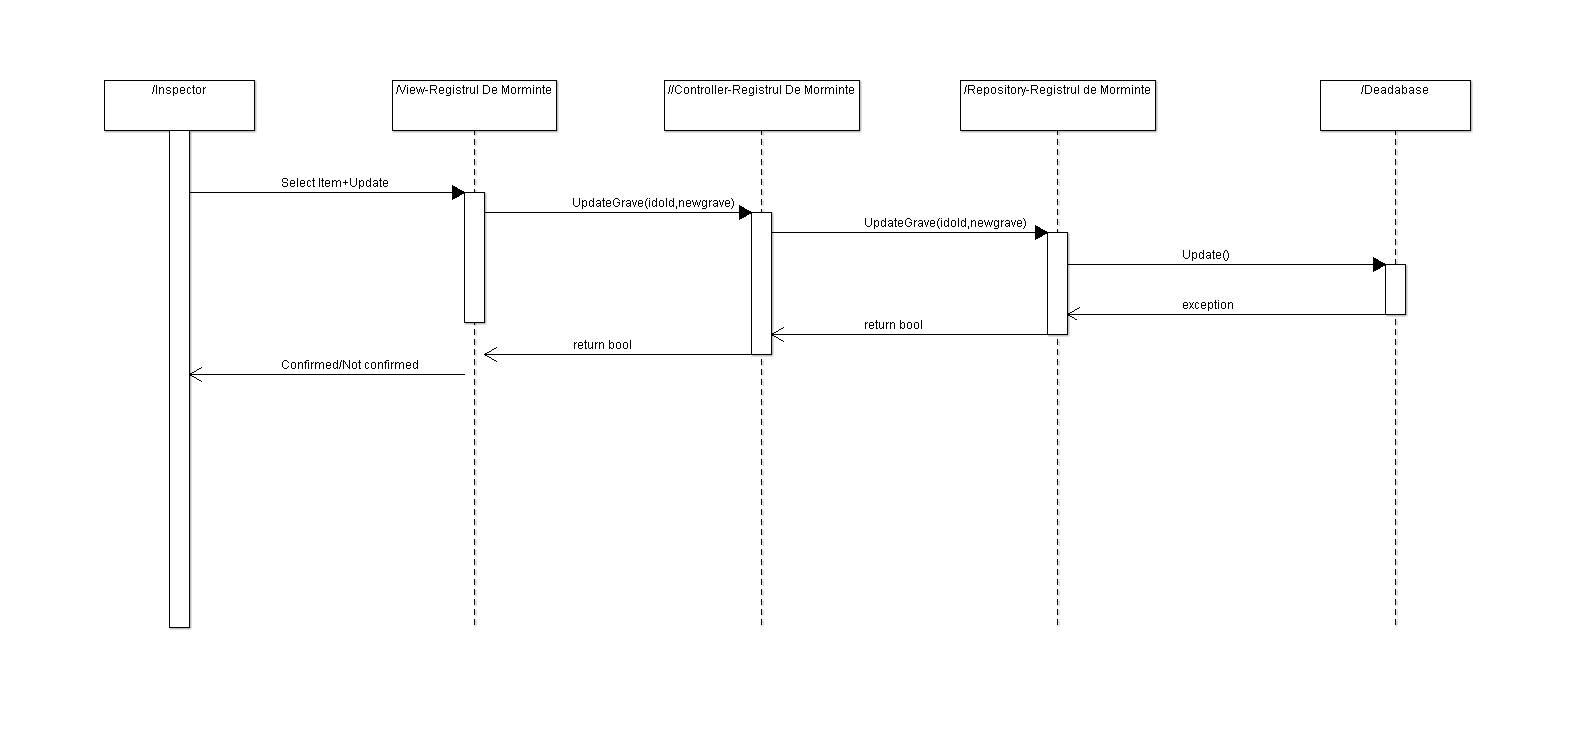 /Inspector
/View-Registrul De Morminte
//Controller-Registrul De Morminte
/Repository-Registrul de Morminte
/Deadabase
Select Item+Update
UpdateGrave(idold,newgrave)
UpdateGrave(idold,newgrave)
Update()
exception
return bool
return bool
Confirmed/Not confirmed